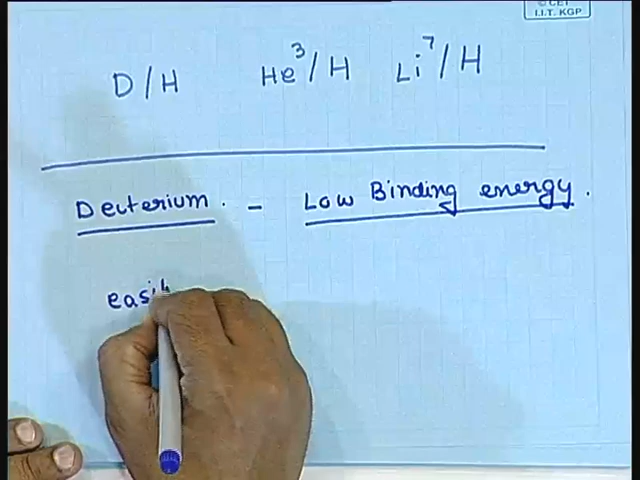 © CET
I.I.T. KGP
D/H He³/H Li⁷/H
Deuterium. - Low Binding energy.